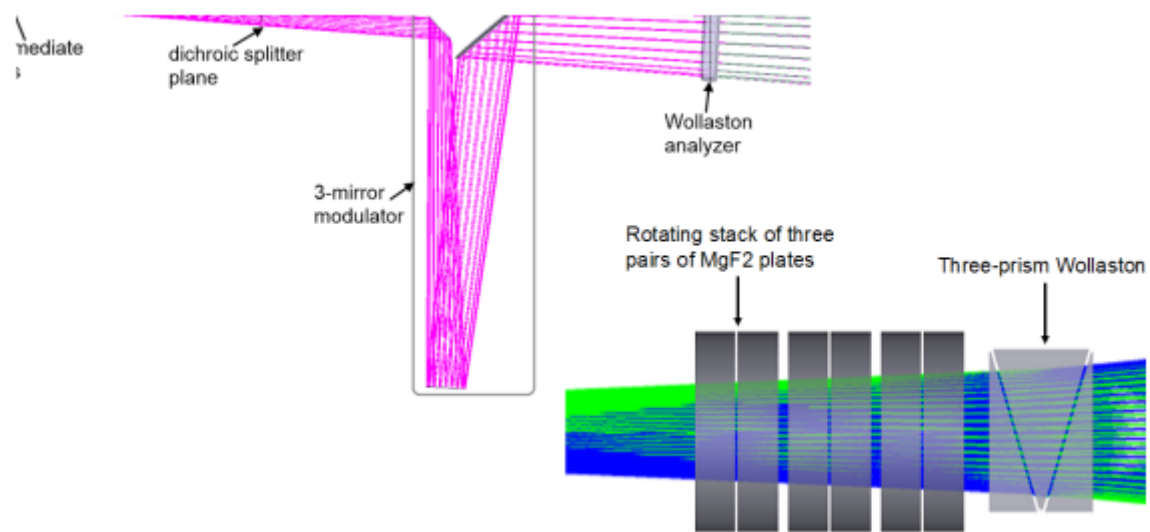 dichroic splitter
plane
Wollaston
analyzer
3-mirror
modulator
Rotating stack of three
pairs of MgF2 plates
Three-prism Wollaston